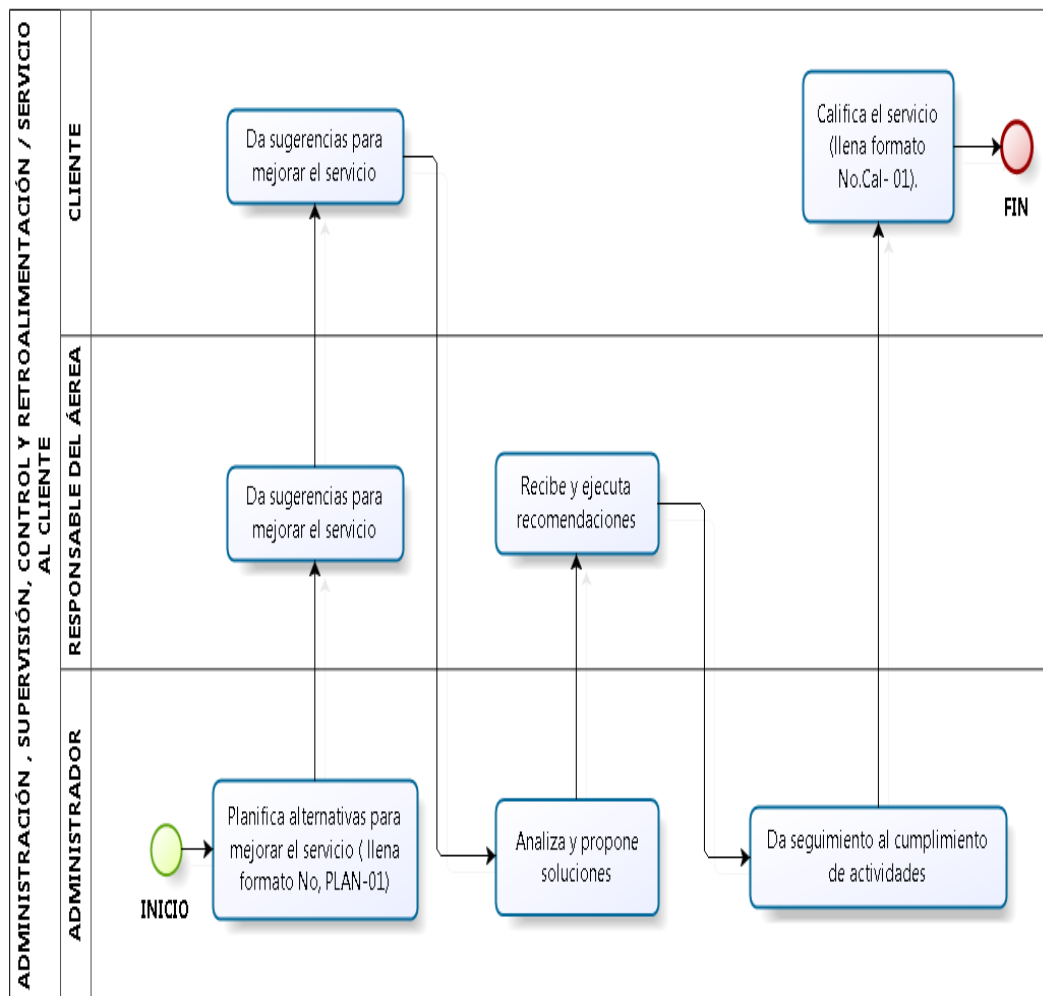 ADMINISTRACIÓN , SUPERVISIÓN, CONTROL Y RETROALIMENTACIÓN / SERVICIO
AL CLIENTE
CLIENTE
Da sugerencias para
mejorar el servicio
Califica el servicio
(llena formato
No.Cal- 01).
FIN
RESPONSABLE DEL ÁEREA
Da sugerencias para
mejorar el servicio
Recibe y ejecuta
recomendaciones
ADMINISTRADOR
INICIO
Planifica alternativas para
mejorar el servicio ( llena
formato No, PLAN-01)
Analiza y propone
soluciones
Da seguimiento al cumplimiento
de actividades